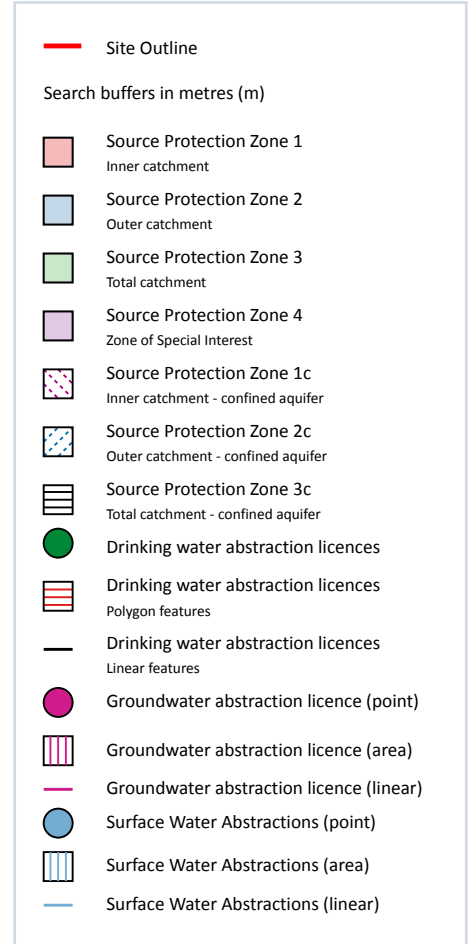 Site Outline
Search buffers in metres (m)
Source Protection Zone 1
Inner catchment
Source Protection Zone 2
Outer catchment
Source Protection Zone 3
Total catchment
Source Protection Zone 4
Zone of Special Interest
Source Protection Zone 1c
Inner catchment - confined aquifer
Source Protection Zone 2c
Outer catchment - confined aquifer
Source Protection Zone 3c
Total catchment - confined aquifer
Drinking water abstraction licences
Drinking water abstraction licences
Polygon features
Drinking water abstraction licences
Linear features
Groundwater abstraction licence (point)
Groundwater abstraction licence (area)
Groundwater abstraction licence (linear)
Surface Water Abstractions (point)
Surface Water Abstractions (area)
Surface Water Abstractions (linear)